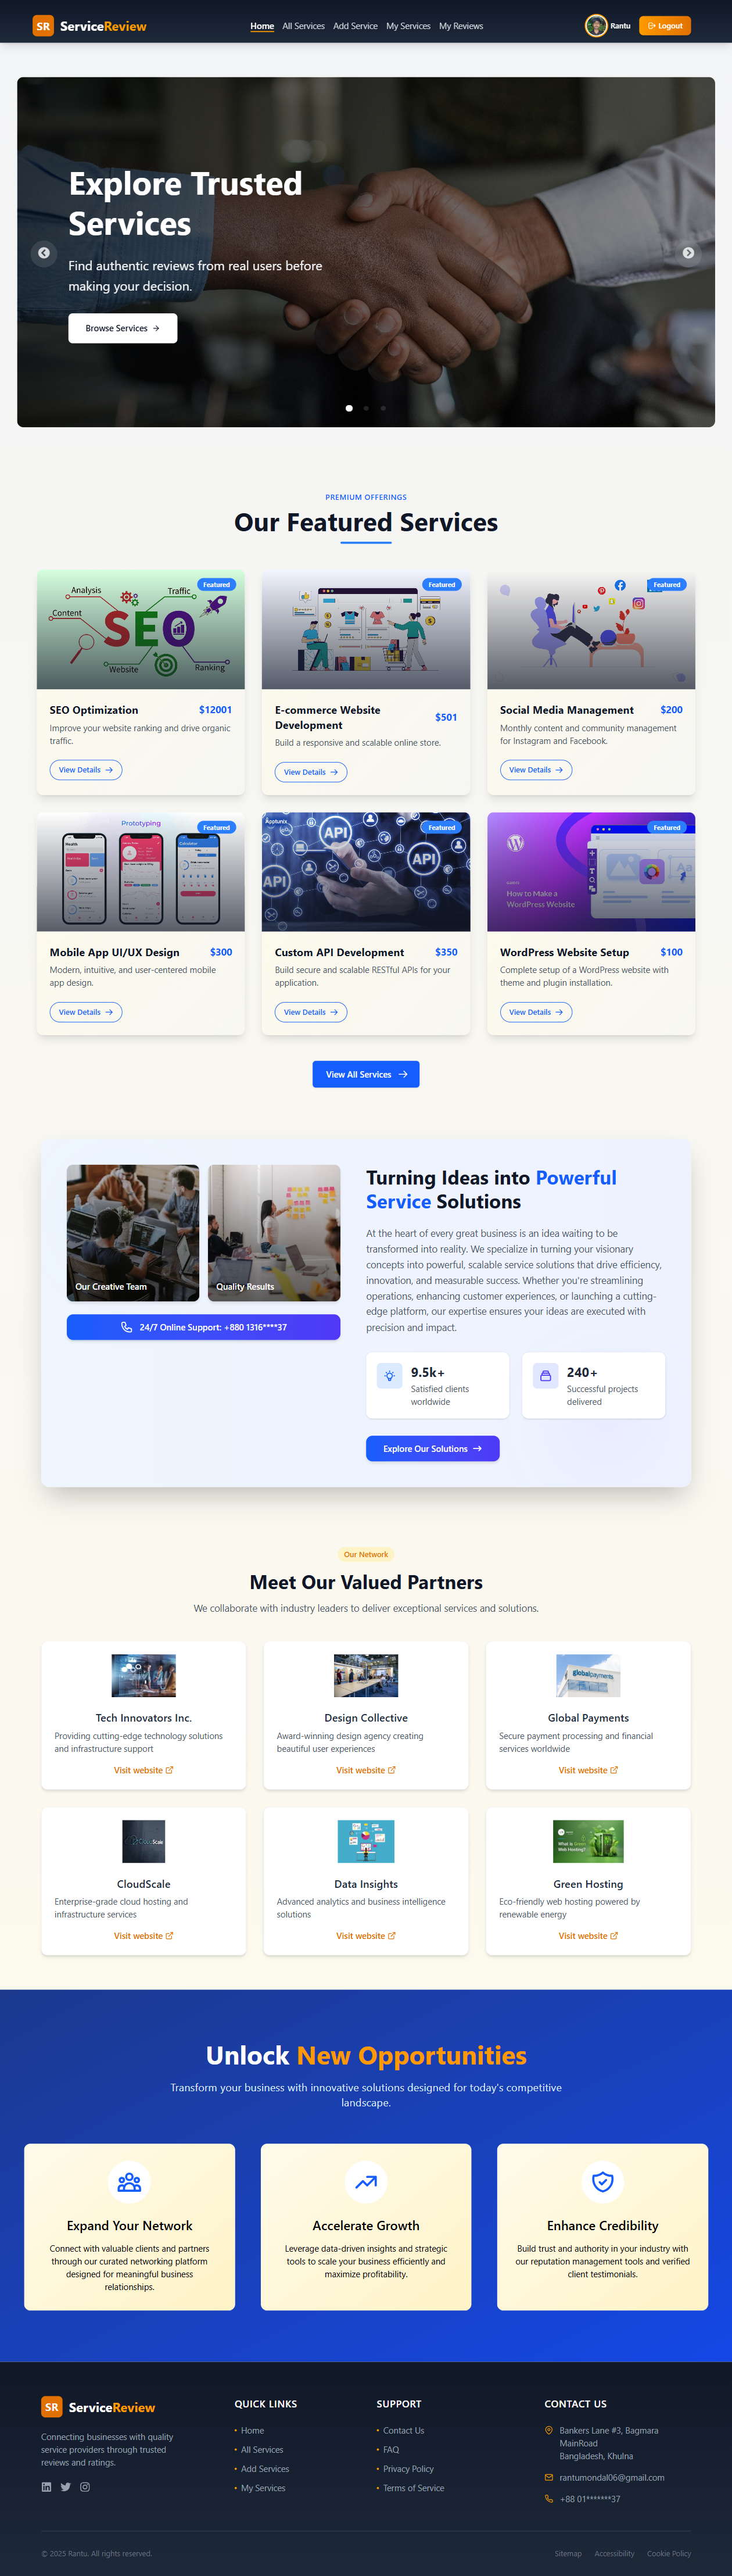 SR ServiceReview
Home All Services Add Service My Services My Reviews
Rantu Logout
Explore Trusted
Services
Find authentic reviews from real users before
making your decision.
Browse Services
PREMIUM OFFERINGS
Our Featured Services
Featured
Analysis Traffic
Content
SEO
Website Ranking
SEO Optimization $12001
Improve your website ranking and drive organic
traffic.
View Details
Featured
E-commerce Website
Development
$501
Build a responsive and scalable online store.
View Details
Featured
Social Media Management $200
Monthly content and community management
for Instagram and Facebook.
View Details
Prototyping
Featured
Health
Calculator
Mobile App UI/UX Design $300
Modern, intuitive, and user-centered mobile
app design.
View Details
Apptunix
Featured
API
API
API
Custom API Development $350
Build secure and scalable RESTful APIs for your
application.
View Details
Featured
How to Make a
WordPress Website
WordPress Website Setup $100
Complete setup of a WordPress website with
theme and plugin installation.
View Details
View All Services
Our Creative Team
Quality Results
24/7 Online Support: +880 1316****37
Turning Ideas into Powerful
Service Solutions
At the heart of every great business is an idea waiting to be
transformed into reality. We specialize in turning your visionary
concepts into powerful, scalable service solutions that drive efficiency,
innovation, and measurable success. Whether you're streamlining
operations, enhancing customer experiences, or launching a cutting-
edge platform, our expertise ensures your ideas are executed with
precision and impact.
9.5k+
Satisfied clients
worldwide
240+
Successful projects
delivered
Explore Our Solutions
Our Network
Meet Our Valued Partners
We collaborate with industry leaders to deliver exceptional services and solutions.
Tech Innovators Inc.
Providing cutting-edge technology solutions
and infrastructure support
Visit website
Design Collective
Award-winning design agency creating
beautiful user experiences
Visit website
globalpayments
Global Payments
Secure payment processing and financial
services worldwide
Visit website
CloudScale
Enterprise-grade cloud hosting and
infrastructure services
Visit website
Data Insights
Advanced analytics and business intelligence
solutions
Visit website
What is Green
Web Hosting?
Green Hosting
Eco-friendly web hosting powered by
renewable energy
Visit website
Unlock New Opportunities
Transform your business with innovative solutions designed for today's competitive
landscape.
Expand Your Network
Connect with valuable clients and partners
through our curated networking platform
designed for meaningful business
relationships.
Accelerate Growth
Leverage data-driven insights and strategic
tools to scale your business efficiently and
maximize profitability.
Enhance Credibility
Build trust and authority in your industry with
our reputation management tools and verified
client testimonials.
SR ServiceReview
Connecting businesses with quality
service providers through trusted
reviews and ratings.
QUICK LINKS
• Home
• All Services
• Add Services
• My Services
SUPPORT
• Contact Us
• FAQ
• Privacy Policy
• Terms of Service
CONTACT US
Bankers Lane #3, Bagmara
MainRoad
Bangladesh, Khulna
rantumondal06@gmail.com
+88 01*******37
© 2025 Rantu. All rights reserved.
Sitemap Accessibility Cookie Policy